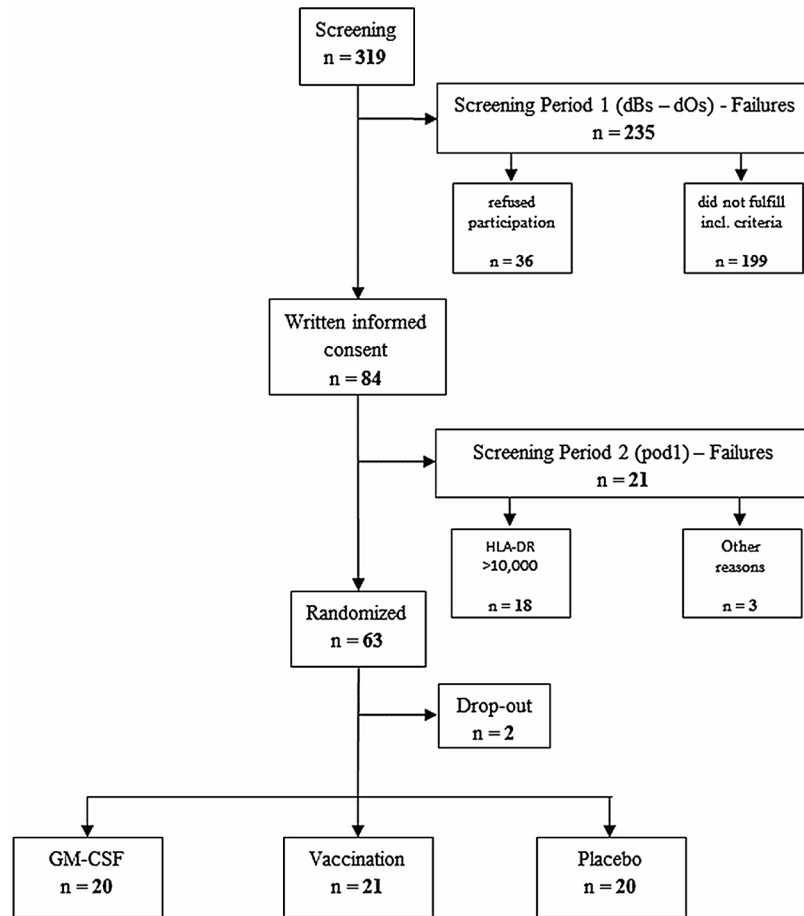 Screening
n = 319
Screening Period 1 (dBs – dOs) - Failures
n = 235
refused
participation
n = 36
did not fulfill
incl. criteria
n = 199
Written informed
consent
n = 84
Screening Period 2 (pod1) – Failures
n = 21
HLA-DR
>10,000
n = 18
Other
reasons
n = 3
Randomized
n = 63
Drop-out
n = 2
GM-CSF
n = 20
Vaccination
n = 21
Placebo
n = 20